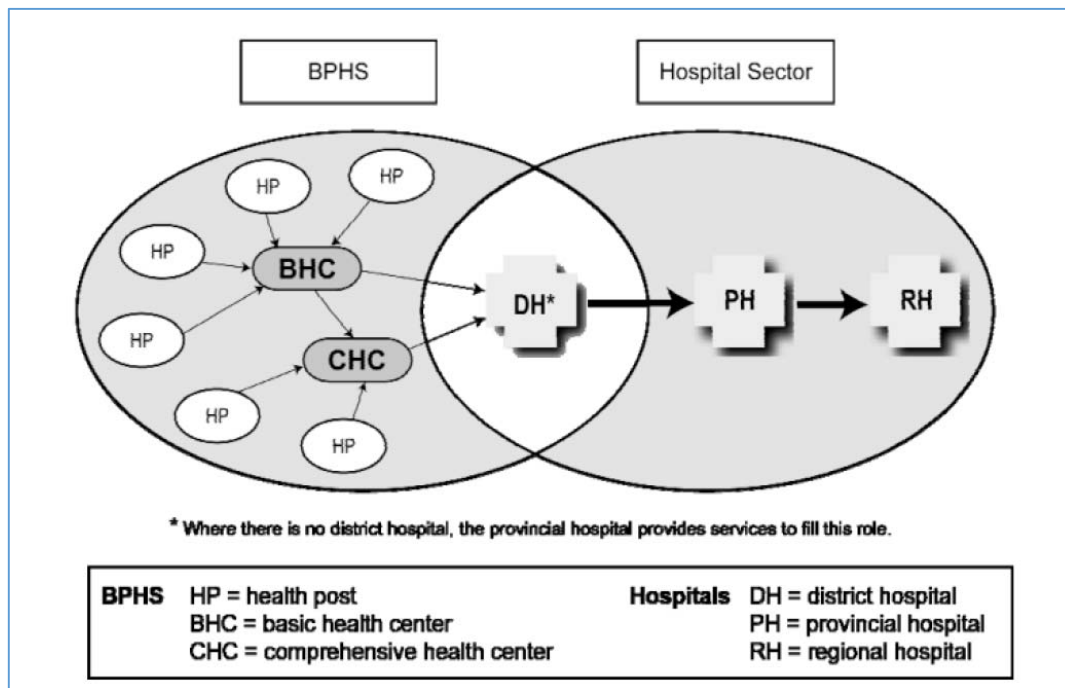 BPHS
Hospital Sector
HP
HP
HP
BHC
HP
DH*
PH
RH
CHC
HP
HP
* Where there is no district hospital, the provincial hospital provides services to fill this role.
BPHS HP = health post
BHC = basic health center
CHC = comprehensive health center
Hospitals DH = district hospital
PH = provincial hospital
RH = regional hospital